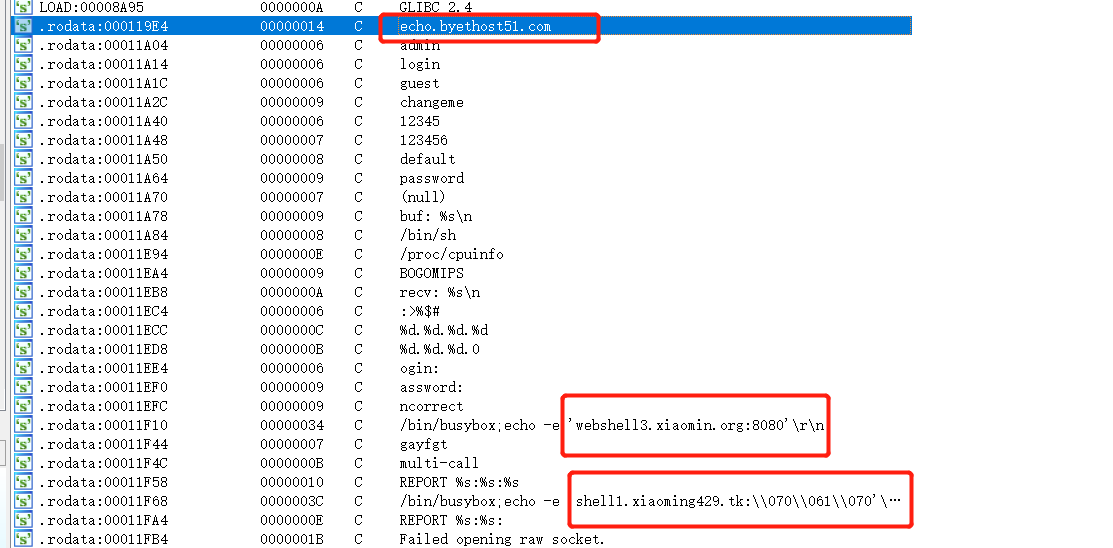 's' LOAD:00008A95 0000000A C GLIBC 2.4
's' .rodata:000119E4 00000014 C echo.byethost51.com
's' .rodata:00011A04 00000006 C admin
's' .rodata:00011A14 00000006 C login
's' .rodata:00011A1C 00000006 C guest
's' .rodata:00011A2C 00000009 C changeme
's' .rodata:00011A40 00000006 C 12345
's' .rodata:00011A48 00000007 C 123456
's' .rodata:00011A50 00000008 C default
's' .rodata:00011A64 00000009 C password
's' .rodata:00011A70 00000007 C (null)
's' .rodata:00011A78 00000009 C buf: %s\n
's' .rodata:00011A84 00000008 C /bin/sh
's' .rodata:00011E94 0000000E C /proc/cpuinfo
's' .rodata:00011EA4 00000009 C BOGOMIPS
's' .rodata:00011EB8 0000000A C recv: %s\n
's' .rodata:00011EC4 00000006 C :>%$#
's' .rodata:00011ECC 0000000C C %d.%d.%d.%d
's' .rodata:00011ED8 0000000B C %d.%d.%d.0
's' .rodata:00011EE4 00000006 C ogin:
's' .rodata:00011EF0 00000009 C assword:
's' .rodata:00011EFC 00000009 C ncorrect
's' .rodata:00011F10 00000034 C /bin/busybox;echo -e 'webshell3.xiaomin.org:8080'\r\n
's' .rodata:00011F44 00000007 C gayfgt
's' .rodata:00011F4C 0000000B C multi-call
's' .rodata:00011F58 00000010 C REPORT %s:%s:%s
's' .rodata:00011F68 0000003C C /bin/busybox;echo -e shell1.xiaoming429.tk:\\070\\061\\070'\…
's' .rodata:00011FA4 0000000E C REPORT %s:%s:
's' .rodata:00011FB4 0000001B C Failed opening raw socket.